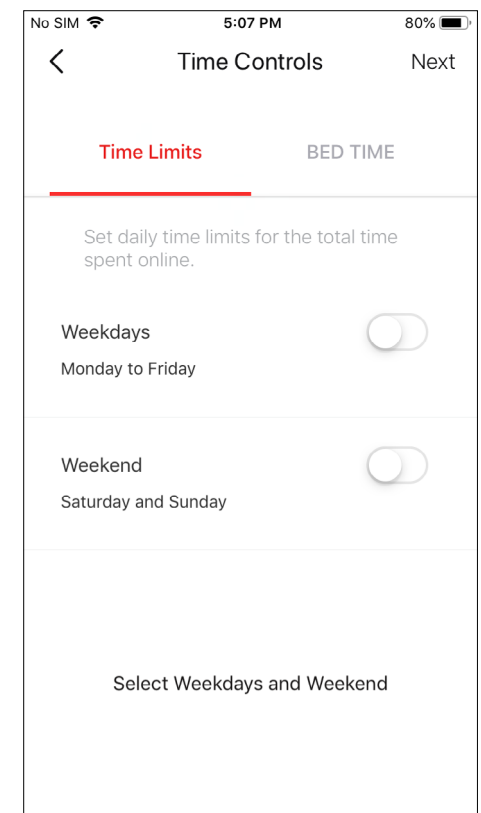 No SIM 5:07 PM 80%
Time Controls Next
Time Limits BED TIME
Set daily time limits for the total time
spent online.
Weekdays
Monday to Friday
Weekend
Saturday and Sunday
Select Weekdays and Weekend